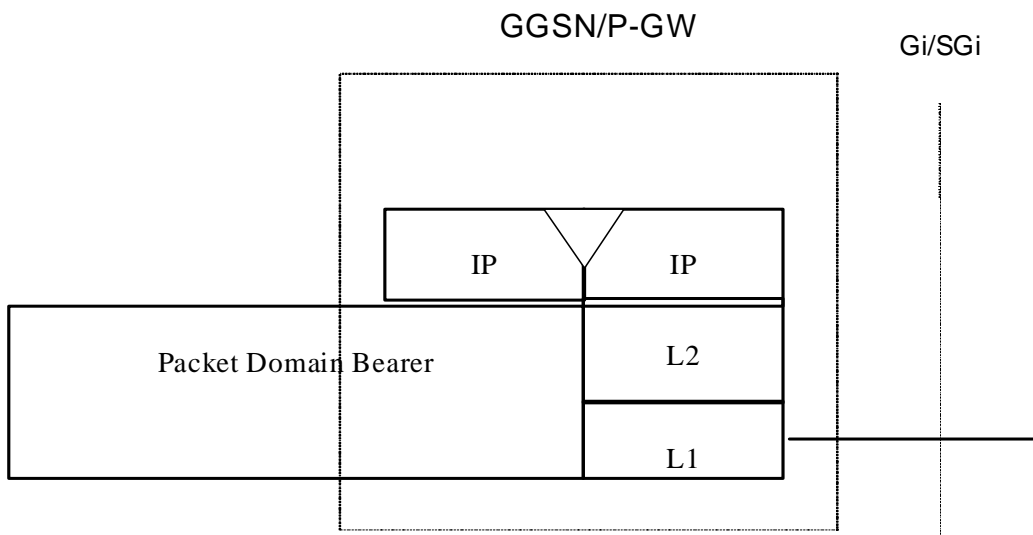 GGSN/P-GW
Gi/SGi
IP
IP
Packet Domain Bearer
L2
L1